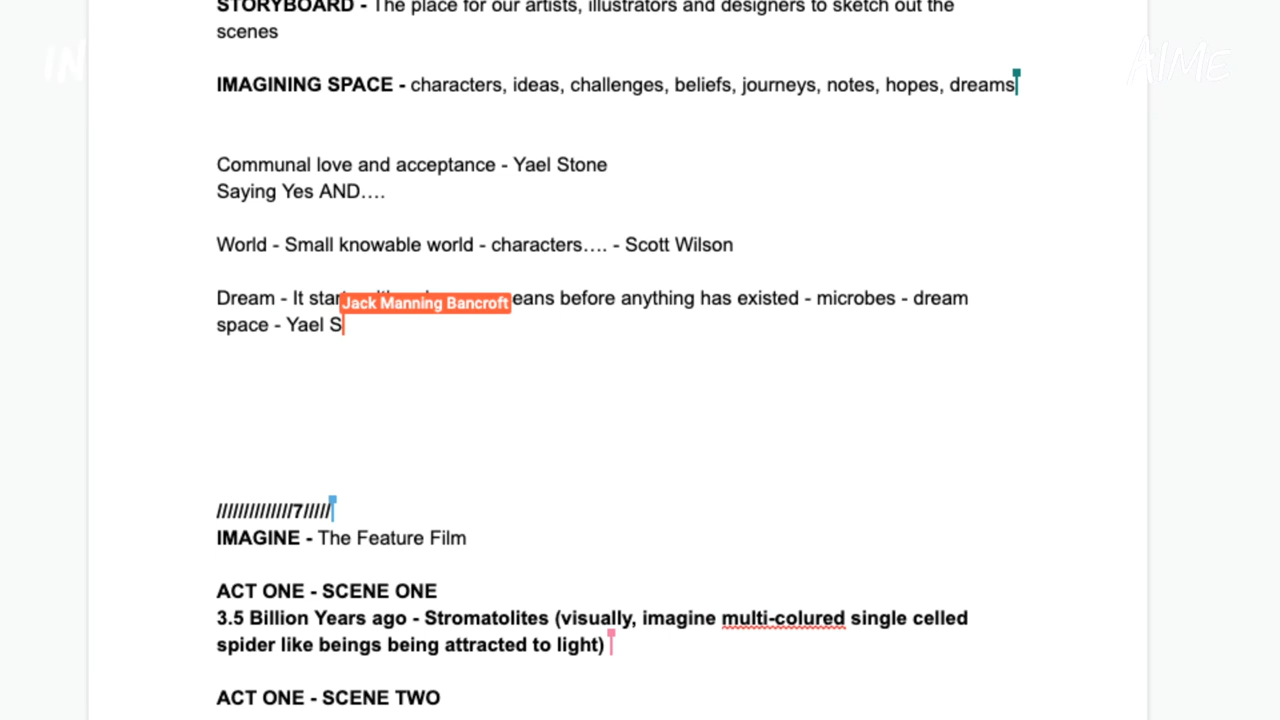 STORYBOARD - The place for our artists, illustrators and designers to sketch out the
scenes
IN
AIME
IMAGINING SPACE - characters, ideas, challenges, beliefs, journeys, notes, hopes, dreams
Communal love and acceptance - Yael Stone
Saying Yes AND....
World - Small knowable world - characters.... - Scott Wilson
Dream - It Jack Manning Bancroft before anything has existed - microbes - dream
space - Yael S
//////////////7/////
IMAGINE - The Feature Film
ACT ONE - SCENE ONE
3.5 Billion Years ago - Stromatolites (visually, imagine multi-colured single celled
spider like beings being attracted to light)
ACT ONE - SCENE TWO